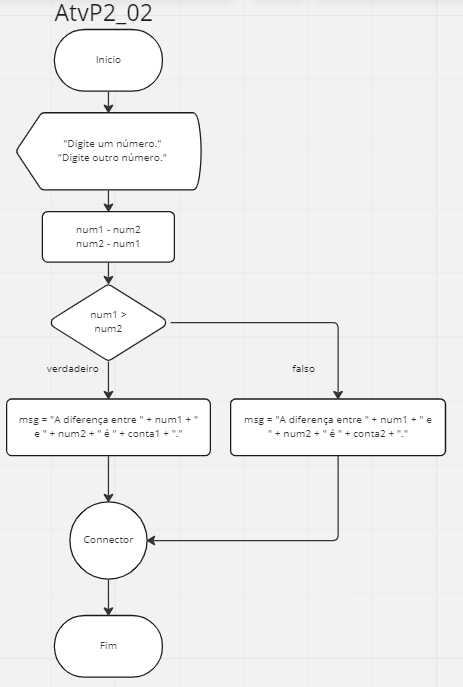 AtvP2_02
Inicio
"Digite um número."
"Digite outro número."
num1 - num2
num2 - num1
num1 >
num2
verdadeiro
falso
msg = "A diferença entre " + num1 + "
e " + num2 + " é " + conta1 + "."
msg = "A diferença entre " + num1 + " e
" + num2 + " é " + conta2 + "."
Connector
Fim